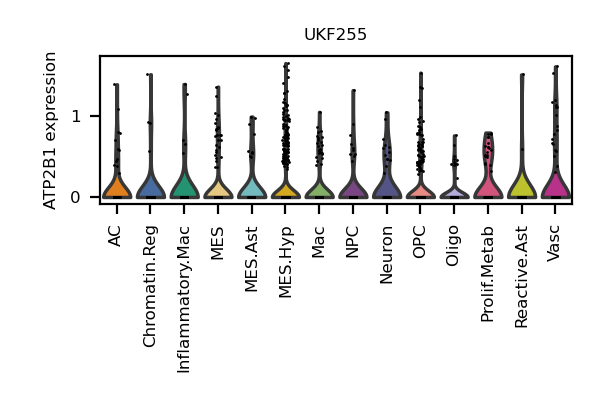 UKF255
ATP2B1 expression
1
0
AC
Chromatin.Reg
Inflammatory.Mac
MES
MES.Ast
MES.Hyp
Mac
NPC
Neuron
OPC
Oligo
Prolif.Metab
Reactive.Ast
Vasc